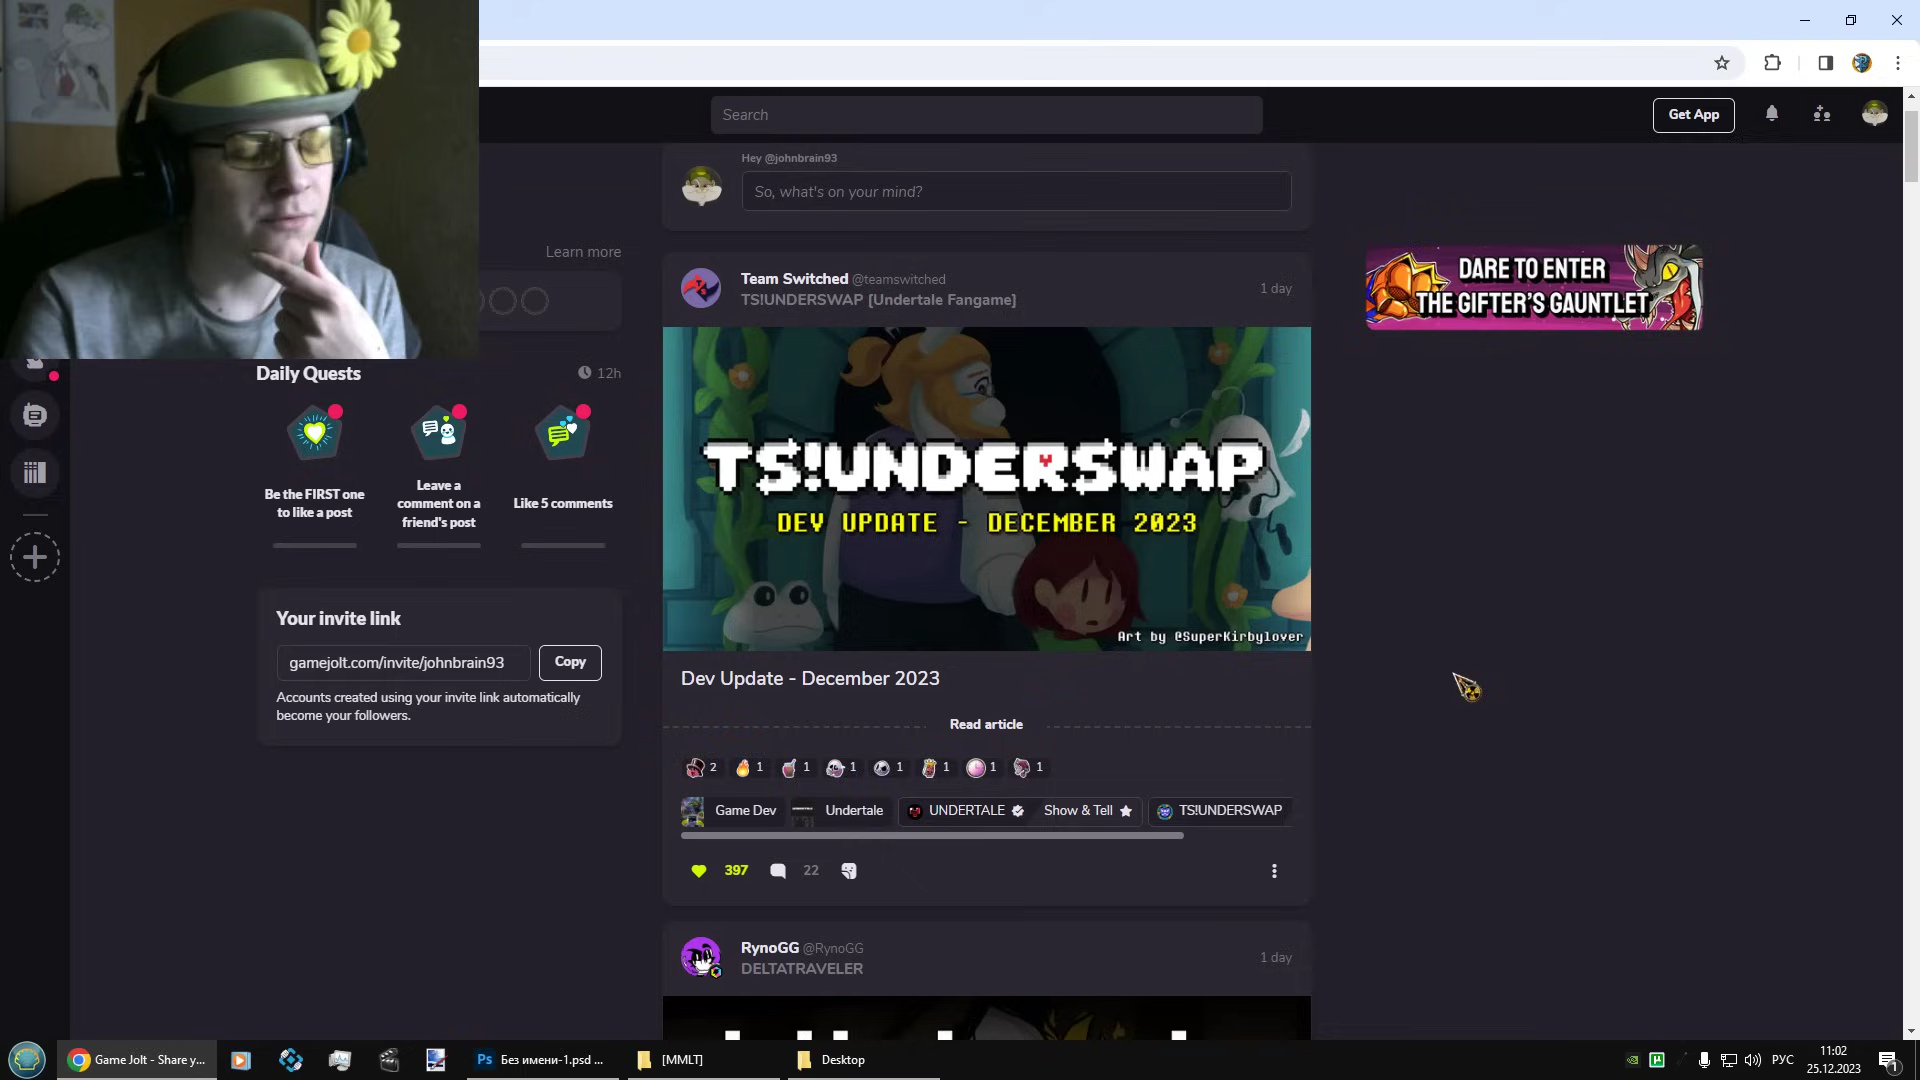 Search
Get App
Hey @johnbrain93
So, what's on your mind?
Learn more
Team Switched @teamswitched
TS!UNDERSWAP [Undertale Fangame]
1 day
DARE TO ENTER
THE GIFTER'S GAUNTLET
Daily Quests
12h
Be the FIRST one
to like a post
Leave a
comment on a
friend's post
Like 5 comments
TS!UNDERSWAP
DEV UPDATE - DECEMBER 2023
Art by @SuperKirbylover
Your invite link
gamejolt.com/invite/johnbrain93
Copy
Accounts created using your invite link automatically
become your followers.
Dev Update - December 2023
Read article
2 1 1 1 1 1 1 1
Game Dev Undertale UNDERTALE Show & Tell TS!UNDERSWAP
397 22
RynoGG @RynoGG
DELTATRAVELER
1 day
Game Jolt - Share y...
Ps Без имени-1.psd ...
[MMLT]
Desktop
РУС
11:02
25.12.2023
1